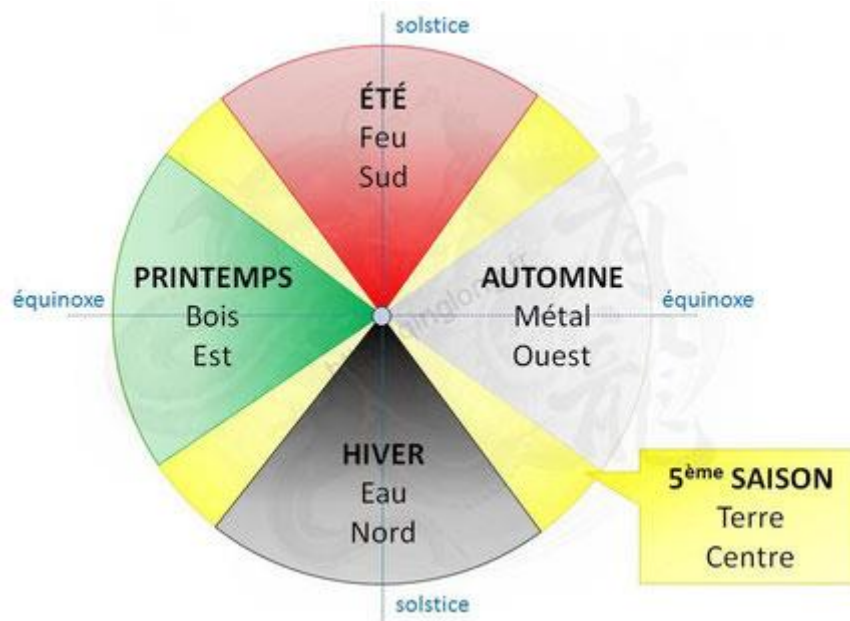 solstice
ÉTÉ
Feu
Sud
PRINTEMPS
Bois
Est
AUTOMNE
Métal
Ouest
équinoxe
équinoxe
HIVER
Eau
Nord
5ème SAISON
Terre
Centre
solstice